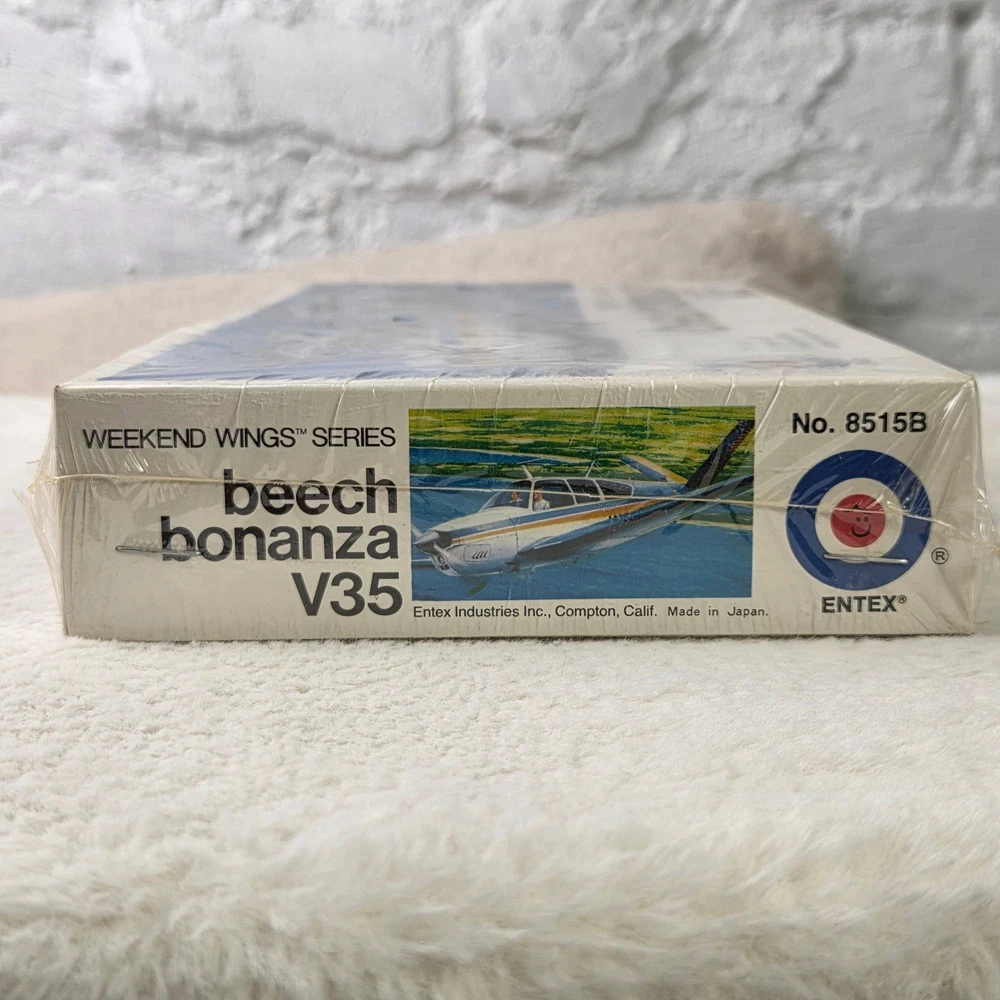 WEEKEND WINGS™ SERIES
beech
bonanza
V35
Entex Industries Inc., Compton, Calif. Made in Japan.
No. 8515B
®
ENTEX®